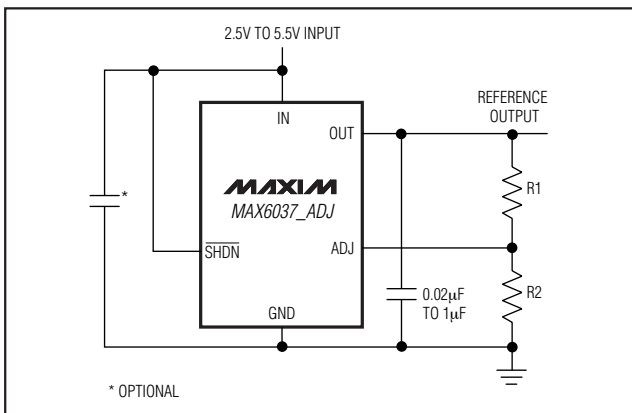 2.5V TO 5.5V INPUT
REFERENCE
OUTPUT
IN
OUT
R1
*
MAXIM
MAX6037_ADJ
SHDN
ADJ
0.02μF
TO 1μF
R2
GND
* OPTIONAL